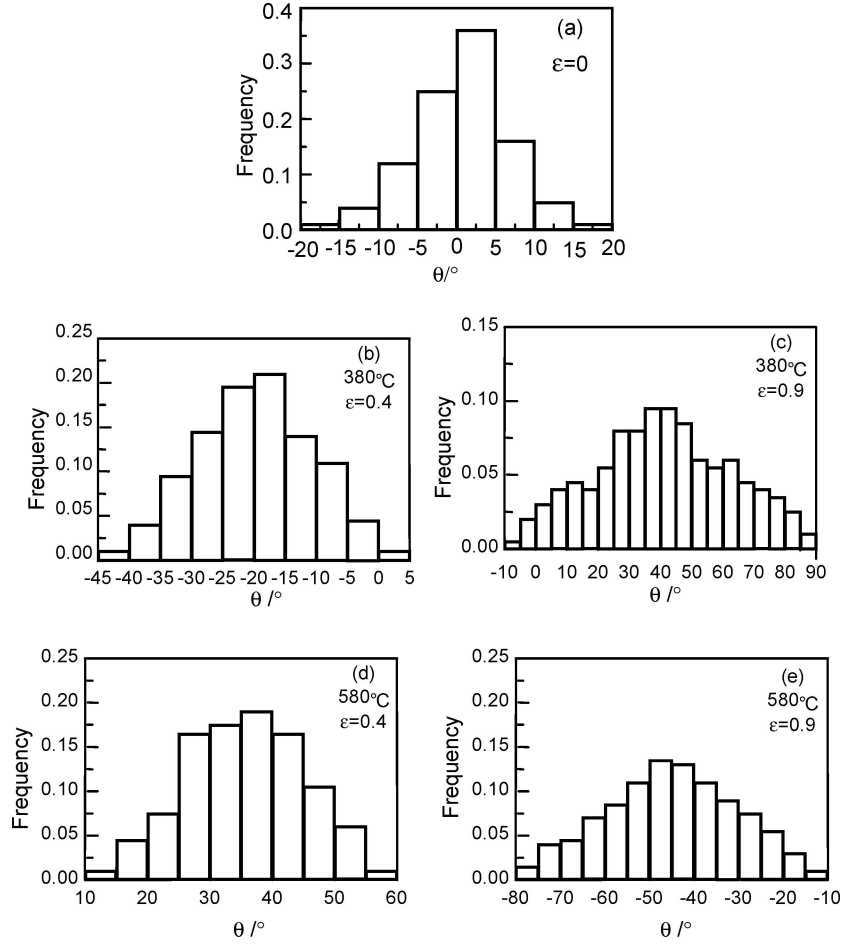 0.4
(a)
ε=0
0.3
Frequency
0.2
0.1
0.0
-20 -15 -10 -5 0 5 10 15 20
θ/°
0.25
(b)
380℃
ε=0.4
0.20
0.15
Frequency
0.10
0.05
0.00
-45 -40 -35 -30 -25 -20 -15 -10 -5 0 5
θ /°
0.15
(c)
380℃
ε=0.9
0.10
Frequency
0.05
0.00
-10 0 10 20 30 40 50 60 70 80 90
θ /°
0.25
(d)
580℃
ε=0.4
0.20
0.15
Frequency
0.10
0.05
0.00
10 20 30 40 50 60
θ /°
0.25
(e)
580℃
ε=0.9
0.20
0.15
Frequency
0.10
0.05
0.00
-80 -70 -60 -50 -40 -30 -20 -10
θ /°